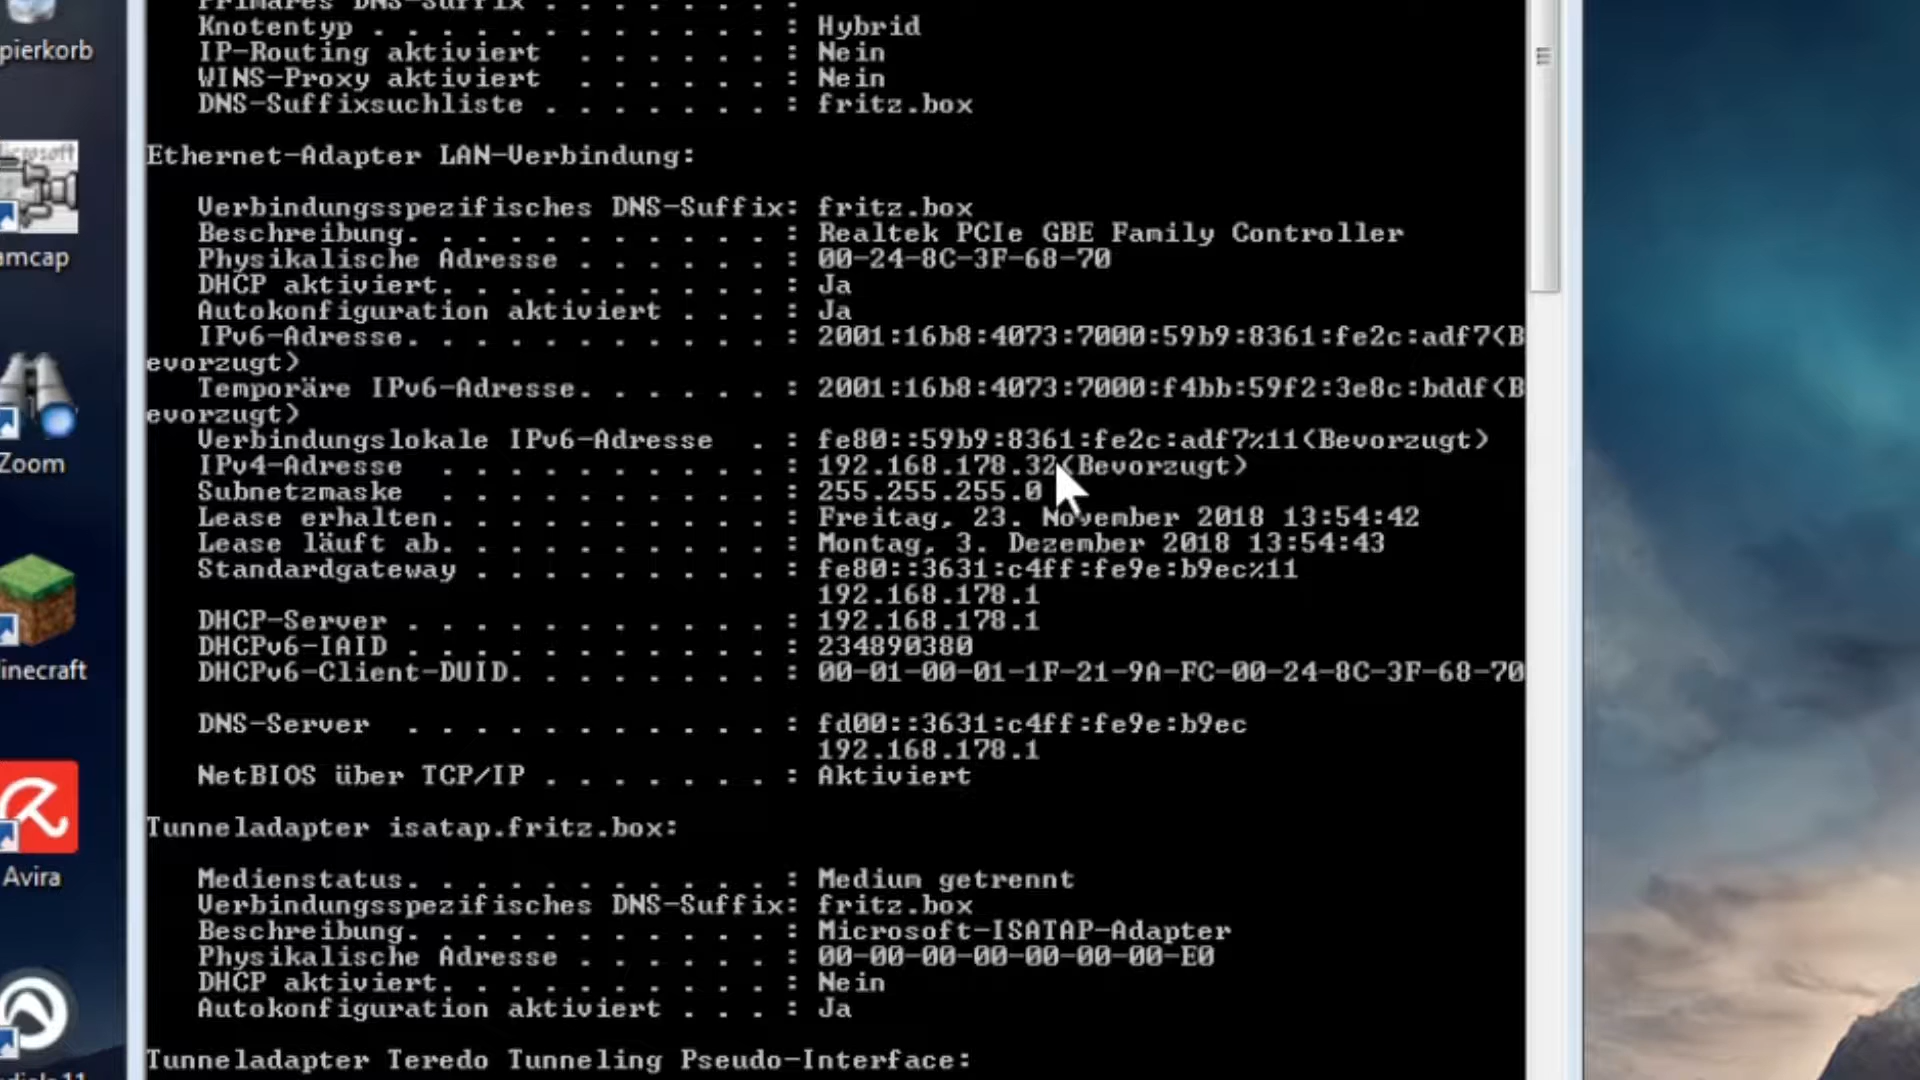 Primäres DNS-Suffix . . . . . . . :
Knotentyp . . . . . . . . . . . . : Hybrid
IP-Routing aktiviert  . . . . . . : Nein
WINS-Proxy aktiviert  . . . . . . : Nein
DNS-Suffixsuchliste . . . . . . . : fritz.box
Ethernet-Adapter LAN-Verbindung:
Verbindungsspezifisches DNS-Suffix: fritz.box
Beschreibung. . . . . . . . . . . : Realtek PCIe GBE Family Controller
Physikalische Adresse . . . . . . : 00-24-8C-3F-68-70
DHCP aktiviert. . . . . . . . . . : Ja
Autokonfiguration aktiviert . . . : Ja
IPv6-Adresse. . . . . . . . . . . : 2001:16b8:4073:7000:59b9:8361:fe2c:adf7(B
evorzugt)
Temporäre IPv6-Adresse. . . . . . : 2001:16b8:4073:7000:f4bb:59f2:3e8c:bddf(B
evorzugt)
Verbindungslokale IPv6-Adresse  . : fe80::59b9:8361:fe2c:adf7%11(Bevorzugt)
IPv4-Adresse  . . . . . . . . . . : 192.168.178.32(Bevorzugt)
Subnetzmaske  . . . . . . . . . . : 255.255.255.0
Lease erhalten. . . . . . . . . . : Freitag, 23. November 2018 13:54:42
Lease läuft ab. . . . . . . . . . : Montag, 3. Dezember 2018 13:54:43
Standardgateway . . . . . . . . . : fe80::3631:c4ff:fe9e:b9ec%11
192.168.178.1
DHCP-Server . . . . . . . . . . . : 192.168.178.1
DHCPv6-IAID . . . . . . . . . . . : 234890380
DHCPv6-Client-DUID. . . . . . . . : 00-01-00-01-1F-21-9A-FC-00-24-8C-3F-68-70
DNS-Server  . . . . . . . . . . . : fd00::3631:c4ff:fe9e:b9ec
192.168.178.1
NetBIOS über TCP/IP . . . . . . . : Aktiviert
Tunneladapter isatap.fritz.box:
Medienstatus. . . . . . . . . . . : Medium getrennt
Verbindungsspezifisches DNS-Suffix: fritz.box
Beschreibung. . . . . . . . . . . : Microsoft-ISATAP-Adapter
Physikalische Adresse . . . . . . : 00-00-00-00-00-00-00-E0
DHCP aktiviert. . . . . . . . . . : Nein
Autokonfiguration aktiviert . . . : Ja
Tunneladapter Teredo Tunneling Pseudo-Interface:
pierkorb
amcap
Zoom
inecraft
Avira